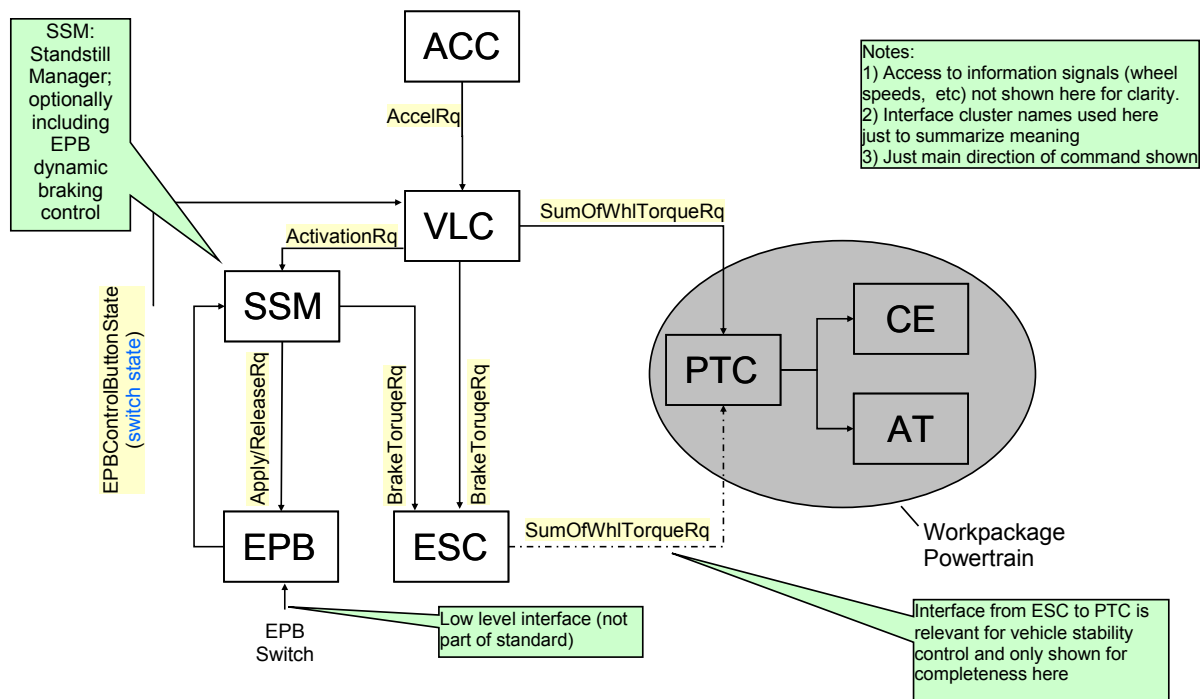 SSM:
Standstill
Manager;
optionally
including
EPB
dynamic
braking
control
ACC
Notes:
1) Access to information signals (wheel
speeds,  etc) not shown here for clarity.
2) Interface cluster names used here
just to summarize meaning
3) Just main direction of command shown
AccelRq
VLC
SumOfWhlTorqueRq
ActivationRq
SSM
EPBControlButtonState
(switch state)
Apply/ReleaseRq
BrakeToruqeRq
BrakeToruqeRq
PTC
CE
AT
EPB
ESC
SumOfWhlTorqueRq
Workpackage
Powertrain
EPB
Switch
Low level interface (not
part of standard)
Interface from ESC to PTC is
relevant for vehicle stability
control and only shown for
completeness here